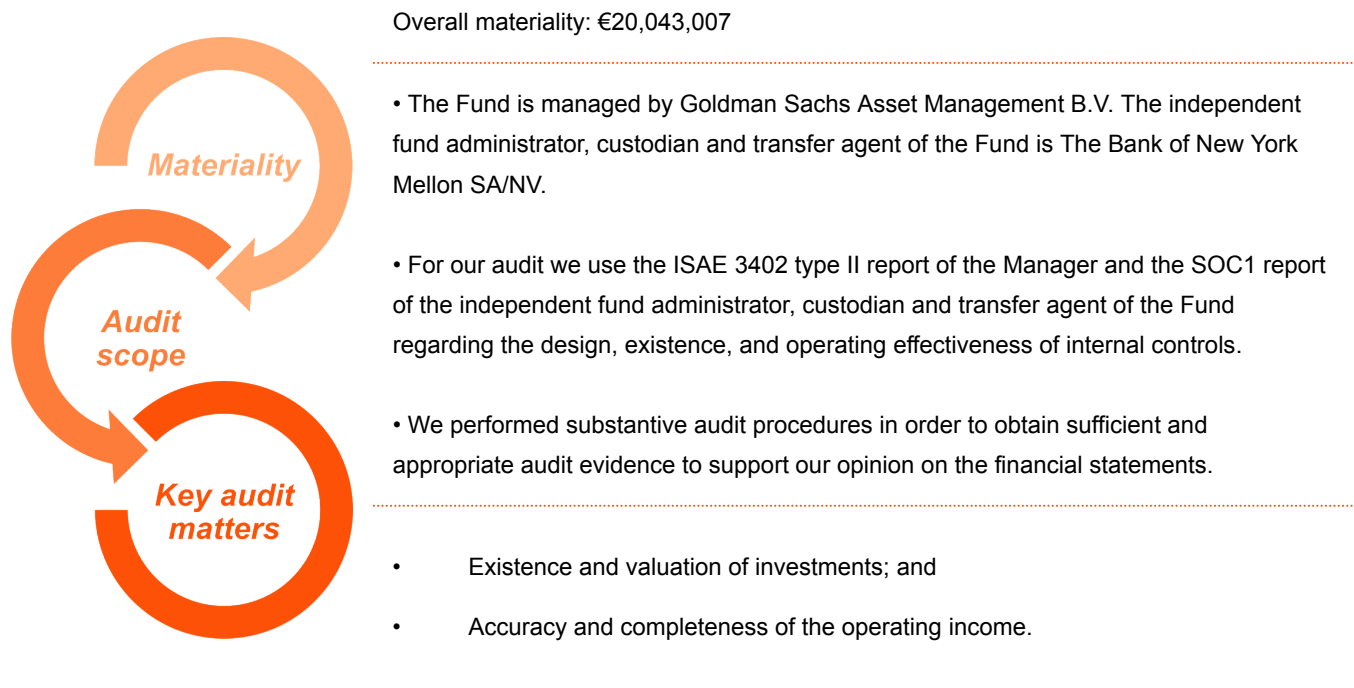 Overall materiality: €20,043,007
Materiality
• The Fund is managed by Goldman Sachs Asset Management B.V. The independent
fund administrator, custodian and transfer agent of the Fund is The Bank of New York
Mellon SA/NV.
Audit
scope
• For our audit we use the ISAE 3402 type II report of the Manager and the SOC1 report
of the independent fund administrator, custodian and transfer agent of the Fund
regarding the design, existence, and operating effectiveness of internal controls.
• We performed substantive audit procedures in order to obtain sufficient and
appropriate audit evidence to support our opinion on the financial statements.
Key audit
matters
• Existence and valuation of investments; and
• Accuracy and completeness of the operating income.